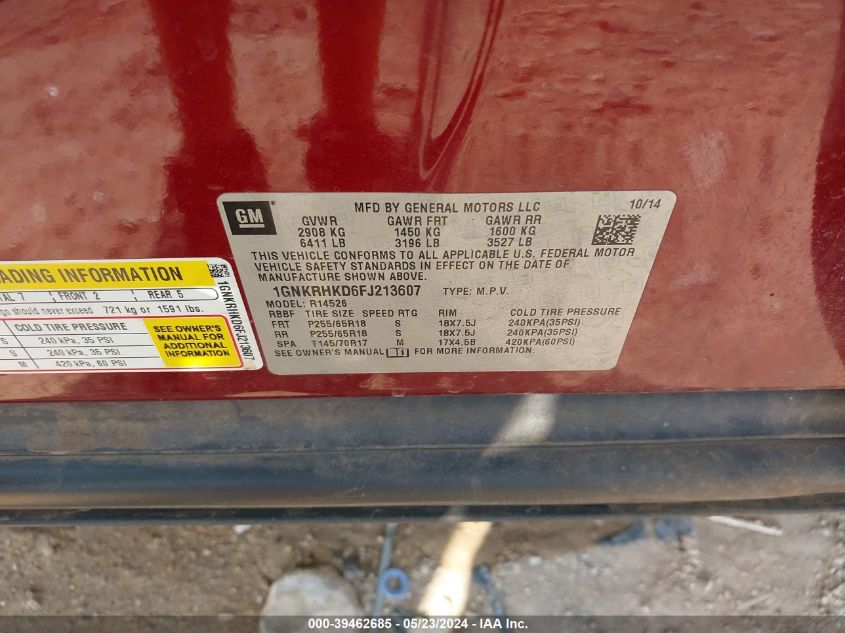 GM
MFD BY GENERAL MOTORS LLC 10/14
GVWR GAWR FRT GAWR RR
2908 KG 1450 KG 1600 KG
6411 LB 3196 LB 3527 LB
THIS VEHICLE CONFORMS TO ALL APPLICABLE U.S. FEDERAL MOTOR
VEHICLE SAFETY STANDARDS IN EFFECT ON THE DATE OF
MANUFACTURE SHOWN ABOVE.
1GNKRHKD6FJ213607 TYPE: M.P.V.
MODEL: R14526
RBBF TIRE SIZE SPEED RTG RIM COLD TIRE PRESSURE
FRT P255/65R18 S 18X7.5J 240KPA(35PSI)
RR P255/65R18 S 18X7.5J 240KPA(35PSI)
SPA T145/70R17 M 17X4.5B 420KPA(60PSI)
SEE OWNER'S MANUAL FOR MORE INFORMATION.
ADING INFORMATION
AL 7 FRONT 2 REAR 5
go should never exceed 721 kg or 1591 lbs.
COLD TIRE PRESSURE
S 240 kPa, 35 PSI
S 240 kPa, 35 PSI
M 420 kPa, 60 PSI
SEE OWNER'S
MANUAL FOR
ADDITIONAL
INFORMATION
1GNKRHKD6FJ213607
000-39462685 - 05/23/2024 - IAA Inc.